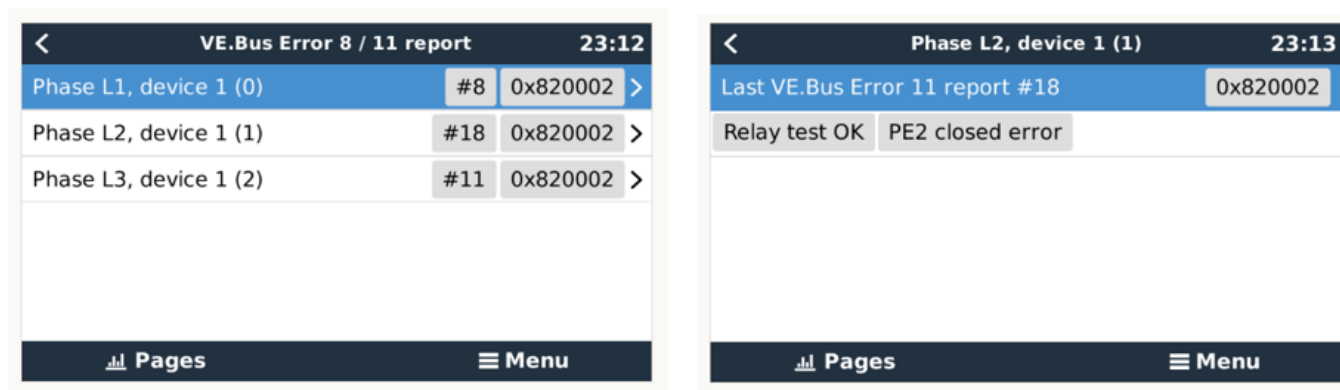 VE.Bus Error 8 / 11 report 23:12
Phase L1, device 1 (0) #8 0x820002
Phase L2, device 1 (1) #18 0x820002
Phase L3, device 1 (2) #11 0x820002
Pages Menu
Phase L2, device 1 (1) 23:13
Last VE.Bus Error 11 report #18 0x820002
Relay test OK PE2 closed error
Pages Menu